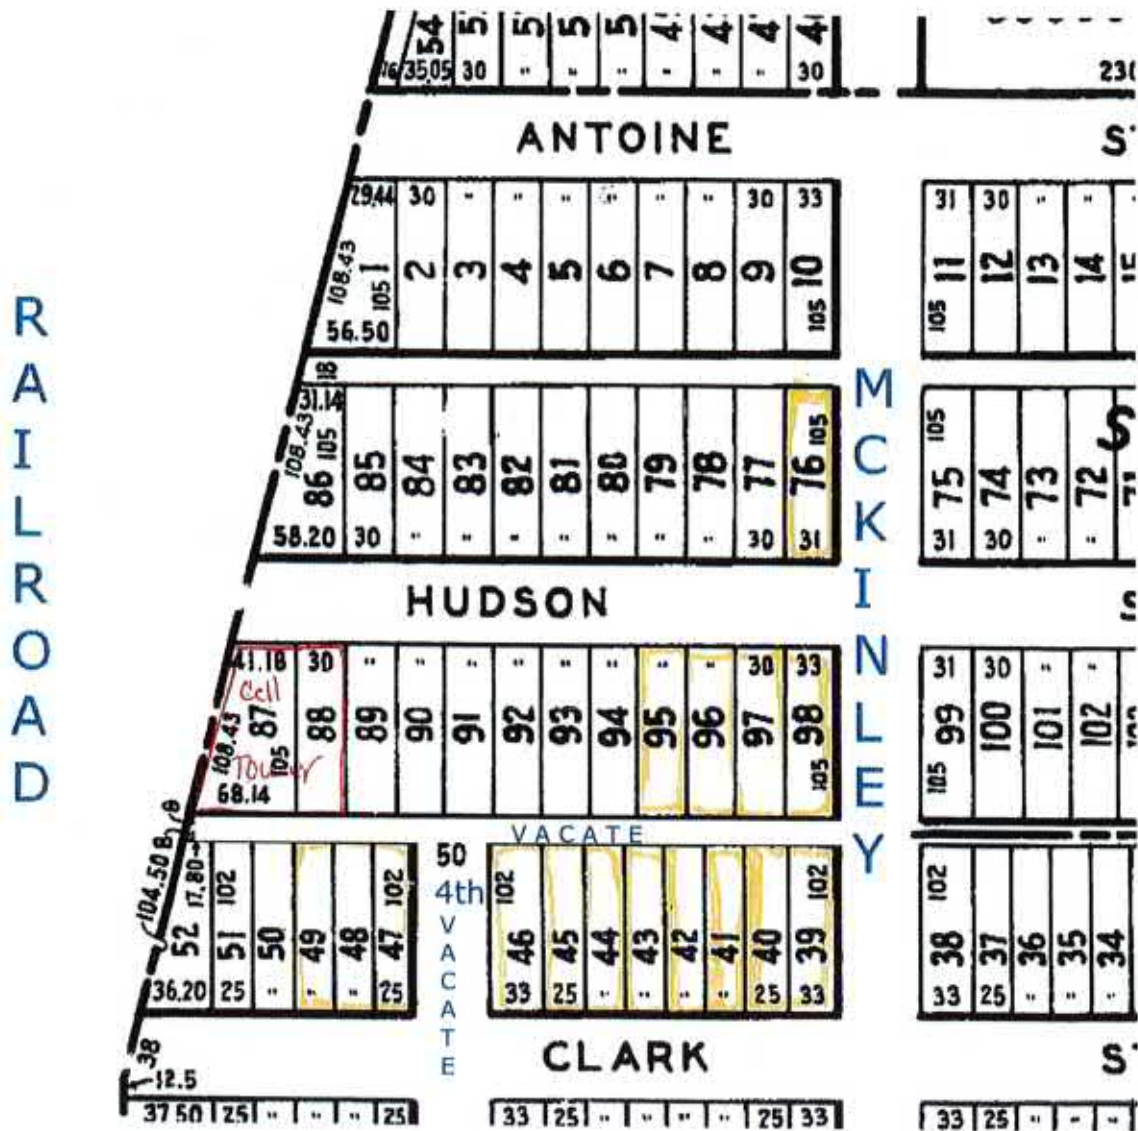 54
35.05 30 " " " " " " 30
230
ANTOINE
29.44 30 " " " " " " 30 33
31 30 " "
108.43 105 1 2 3 4 5 6 7 8 9 10 105
105 11 12 13 14 15
56.50
18
31.14
108.43 105 86 85 84 83 82 81 80 79 78 77 76 105
105 75 74 73 72
58.20 30 " " " " " " " 30 31
31 30 " "
HUDSON
41.18 30 " " " " " " " " 30 33
31 30 " "
Cell
108.43 87 88 89 90 91 92 93 94 95 96 97 98
99 100 101 102
Tower 105 105
105
68.14
RAILROAD
MCKINLEY
VACATE
50
4th
VACATE
104.50 17.80 102 102 102 102
102
52 51 50 49 48 47 46 45 44 43 42 41 40 39
38 37 36 35 34
36.20 25 " " " 25 33 25 " " " " 25 33
33 25 " " "
CLARK
38
12.5
37.50 25 " " " 25 33 25 " " " " 25 33
33 25 " " "